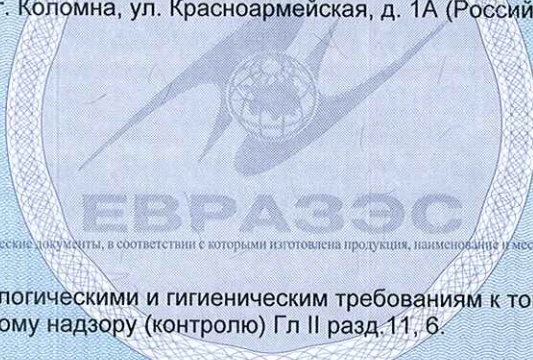 г. Коломна, ул. Красноармейская, д. 1А (Россий
ЕВРАЗЭС
еские документы, в соответствии с которыми изготовлена продукция, наименование и мес
логическими и гигиеническим требованиям к то
ому надзору (контролю) Гл II разд.11, 6.